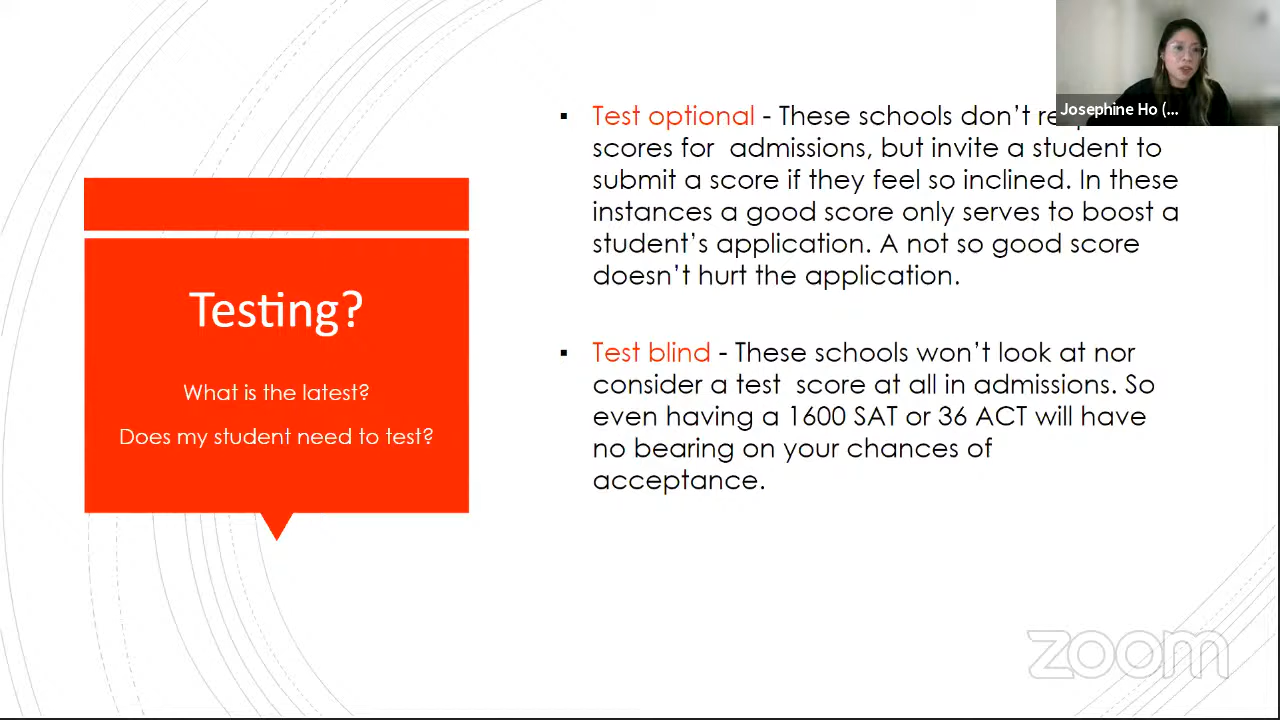 Josephine Ho (...
Testing?
What is the latest?
Does my student need to test?
▪ Test optional - These schools don't
scores for admissions, but invite a student to
submit a score if they feel so inclined. In these
instances a good score only serves to boost a
student's application. A not so good score
doesn't hurt the application.
▪ Test blind - These schools won't look at nor
consider a test score at all in admissions. So
even having a 1600 SAT or 36 ACT will have
no bearing on your chances of
acceptance.
zoom